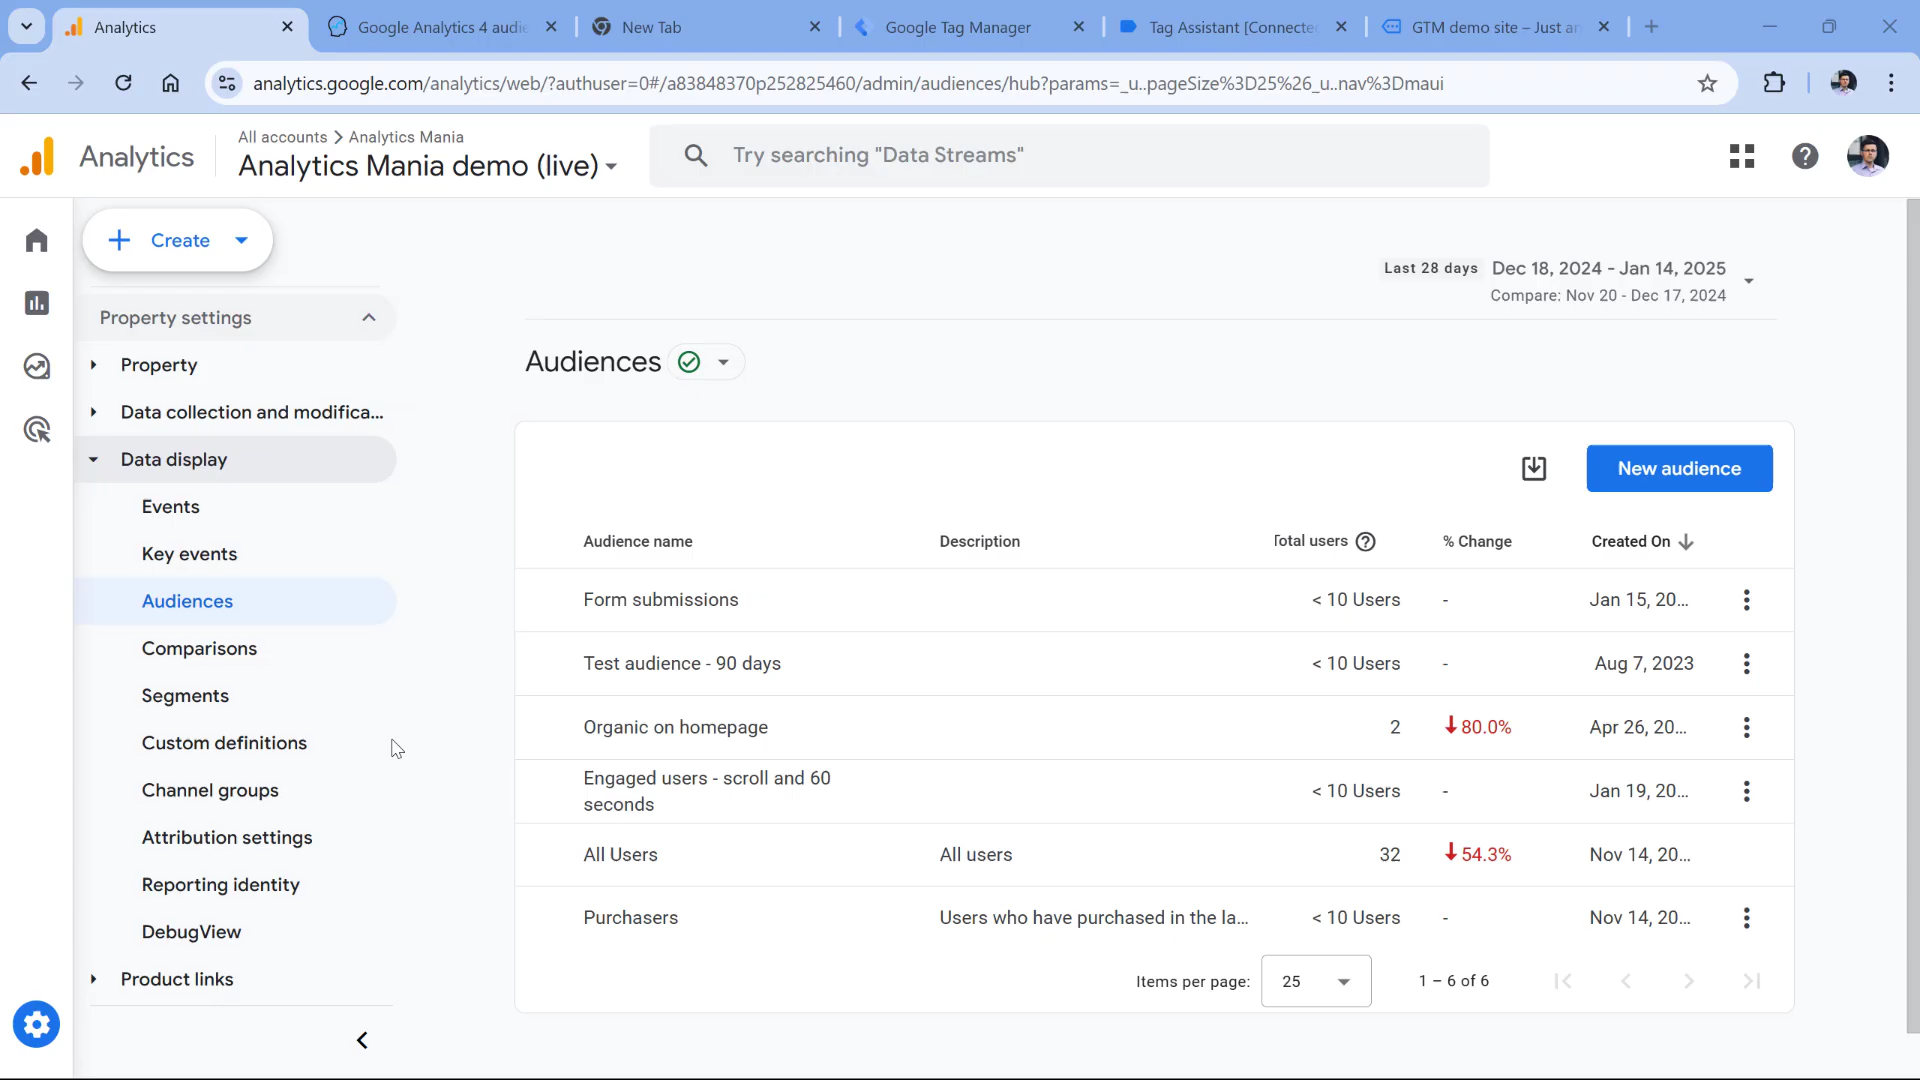 Analytics
Google Analytics 4 audie
New Tab
Google Tag Manager
Tag Assistant [Connected
GTM demo site – Just an
analytics.google.com/analytics/web/?authuser=0#/a83848370p252825460/admin/audiences/hub?params=_u..pageSize%3D25%26_u..nav%3Dmaui
Analytics
All accounts > Analytics Mania
Analytics Mania demo (live)
Try searching "Data Streams"
Create
Last 28 days Dec 18, 2024 - Jan 14, 2025
Compare: Nov 20 - Dec 17, 2024
Property settings
Property
Data collection and modifica...
Data display
Events
Key events
Audiences
Comparisons
Segments
Custom definitions
Channel groups
Attribution settings
Reporting identity
DebugView
Product links
Audiences
New audience
Audience name Description Total users % Change Created On
Form submissions < 10 Users - Jan 15, 20...
Test audience - 90 days < 10 Users - Aug 7, 2023
Organic on homepage 2 80.0% Apr 26, 20...
Engaged users - scroll and 60
seconds < 10 Users - Jan 19, 20...
All Users All users 32 54.3% Nov 14, 20...
Purchasers Users who have purchased in the la... < 10 Users - Nov 14, 20...
Items per page: 25 1 – 6 of 6